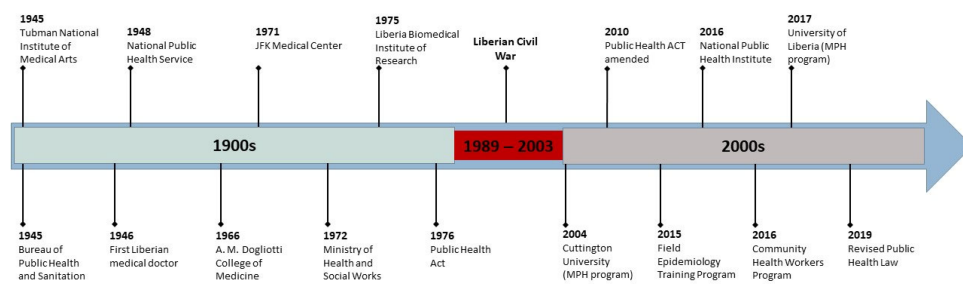 1945
Tubman National
Institute of
Medical Arts
1948
National Public
Health Service
1971
JFK Medical Center
1975
Liberia Biomedical
Institute of
Research
Liberian Civil
War
2010
Public Health ACT
amended
2016
National Public
Health Institute
2017
University of
Liberia (MPH
program)
1900s
1989 – 2003
2000s
1945
Bureau of
Public Health
and Sanitation
1946
First Liberian
medical doctor
1966
A. M. Dogliotti
College of
Medicine
1972
Ministry of
Health and
Social Works
1976
Public Health
Act
2004
Cuttington
University
(MPH program)
2015
Field
Epidemiology
Training Program
2016
Community
Health Workers
Program
2019
Revised Public
Health Law